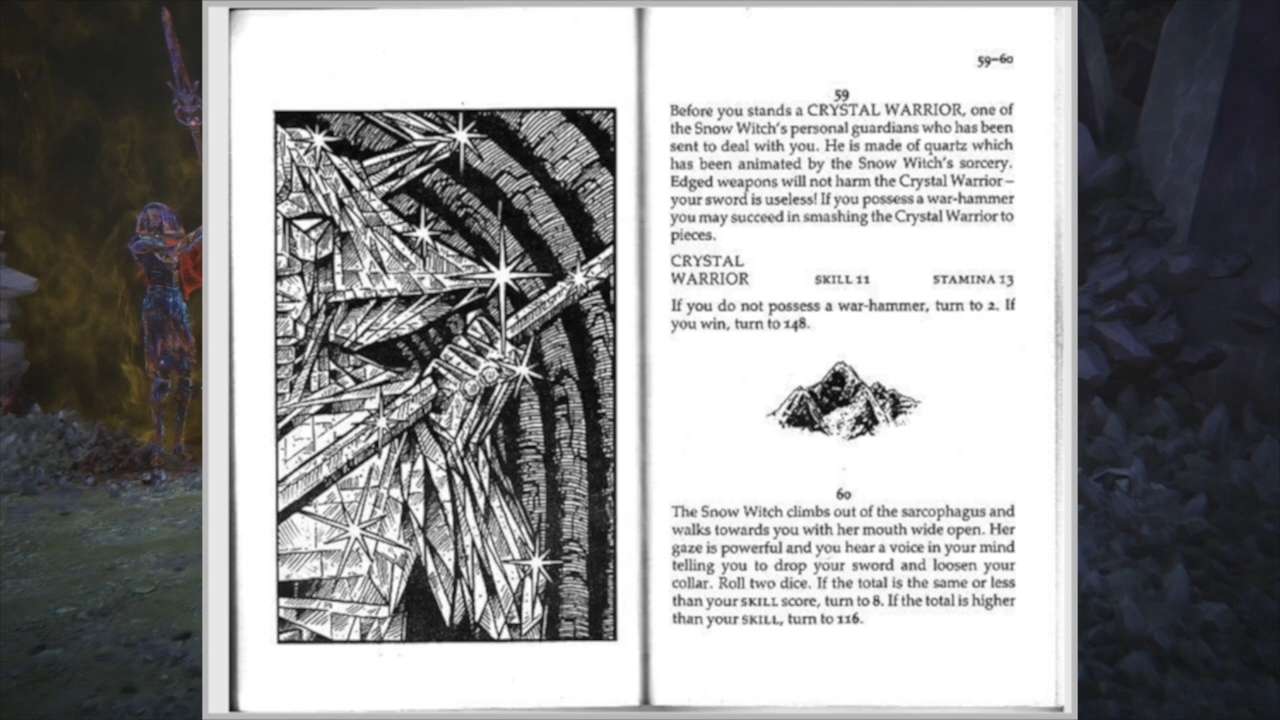 59–60
59
Before you stands a CRYSTAL WARRIOR, one of
the Snow Witch's personal guardians who has been
sent to deal with you. He is made of quartz which
has been animated by the Snow Witch's sorcery.
Edged weapons will not harm the Crystal Warrior –
your sword is useless! If you possess a war-hammer
you may succeed in smashing the Crystal Warrior to
pieces.
CRYSTAL
WARRIOR SKILL 11 STAMINA 13
If you do not possess a war-hammer, turn to 2. If
you win, turn to 148.
60
The Snow Witch climbs out of the sarcophagus and
walks towards you with her mouth wide open. Her
gaze is powerful and you hear a voice in your mind
telling you to drop your sword and loosen your
collar. Roll two dice. If the total is the same or less
than your SKILL score, turn to 8. If the total is higher
than your SKILL, turn to 116.